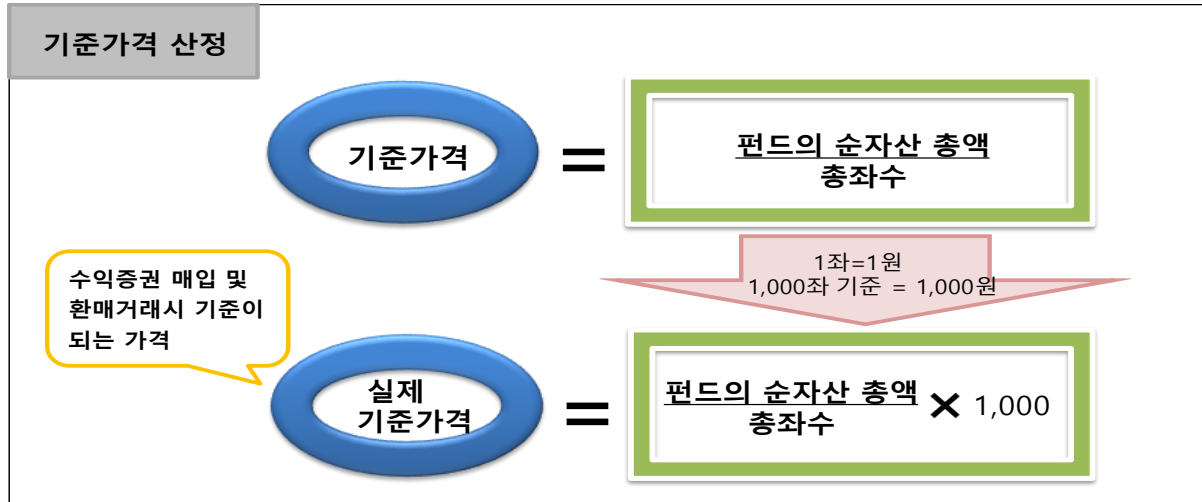 기준가격 산정
기준가격
=
펀드의 순자산 총액
총좌수
1좌=1원
1,000좌 기준 = 1,000원
수익증권 매입 및
환매거래시 기준이
되는 가격
실제
기준가격
=
펀드의 순자산 총액
총좌수
× 1,000